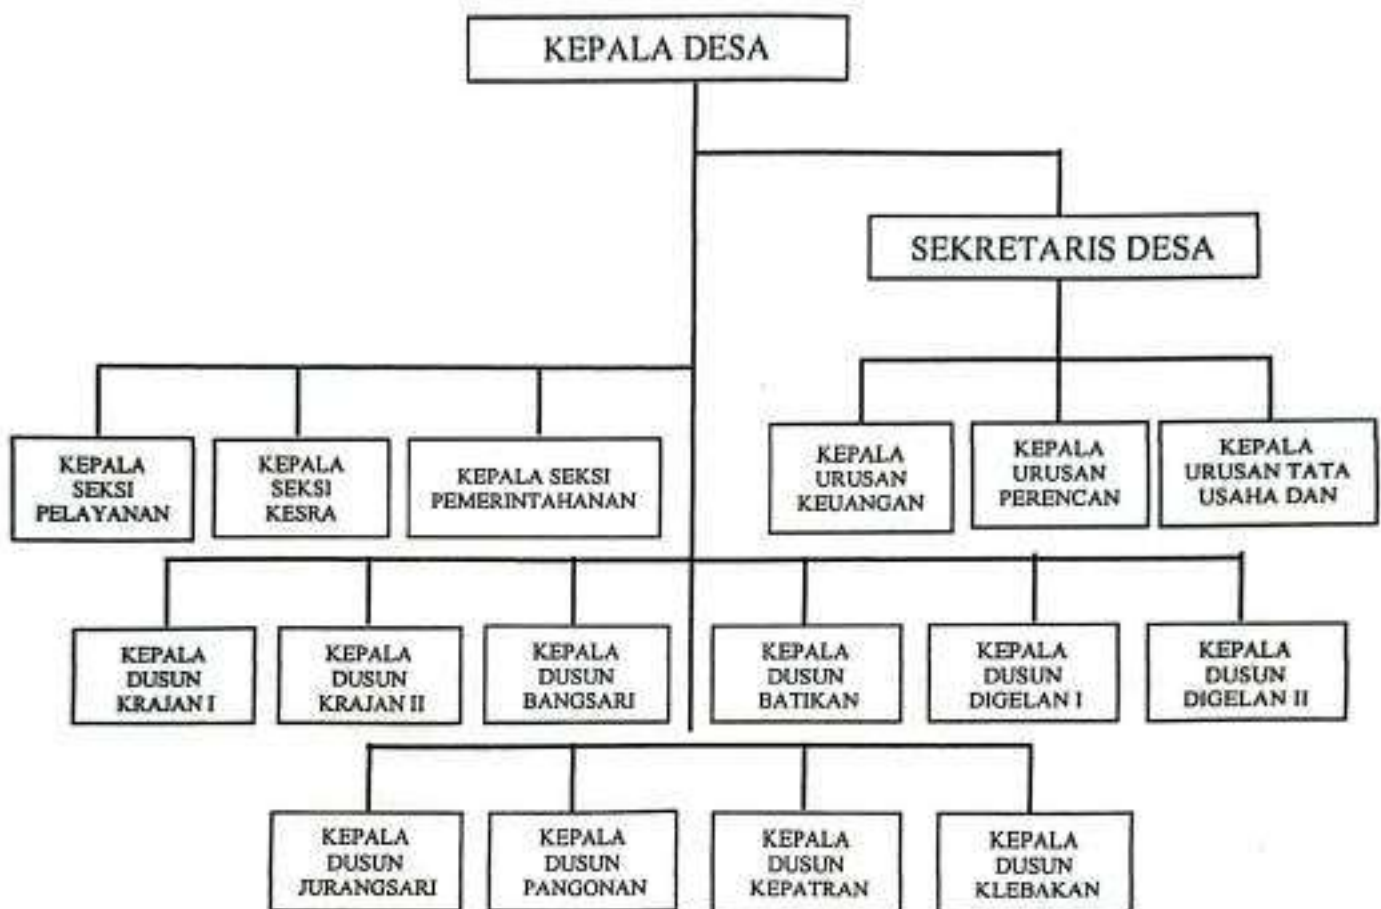 KEPALA DESA
SEKRETARIS DESA
KEPALA
SEKSI
PELAYANAN
KEPALA
SEKSI
KESRA
KEPALA SEKSI
PEMERINTAHANAN
KEPALA
URUSAN
KEUANGAN
KEPALA
URUSAN
PERENCAN
KEPALA
URUSAN TATA
USAHA DAN
KEPALA
DUSUN
KRAJAN I
KEPALA
DUSUN
KRAJAN II
KEPALA
DUSUN
BANGSARI
KEPALA
DUSUN
BATIKAN
KEPALA
DUSUN
DIGELAN I
KEPALA
DUSUN
DIGELAN II
KEPALA
DUSUN
JURANGSARI
KEPALA
DUSUN
PANGONAN
KEPALA
DUSUN
KEPATRAN
KEPALA
DUSUN
KLEBAKAN